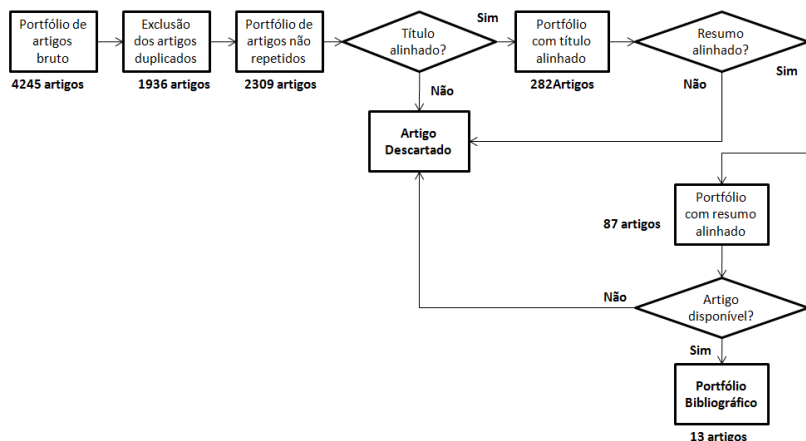 Portfólio de
artigos
bruto
4245 artigos
Exclusão
dos artigos
duplicados
1936 artigos
Portfólio de
artigos não
repetidos
2309 artigos
Título
alinhado?
Sim
Não
Portfólio
com título
alinhado
282Artigos
Resumo
alinhado?
Sim
Não
Artigo
Descartado
Portfólio
com resumo
alinhado
87 artigos
Artigo
disponível?
Não
Sim
Portfólio
Bibliográfico
13 artigos